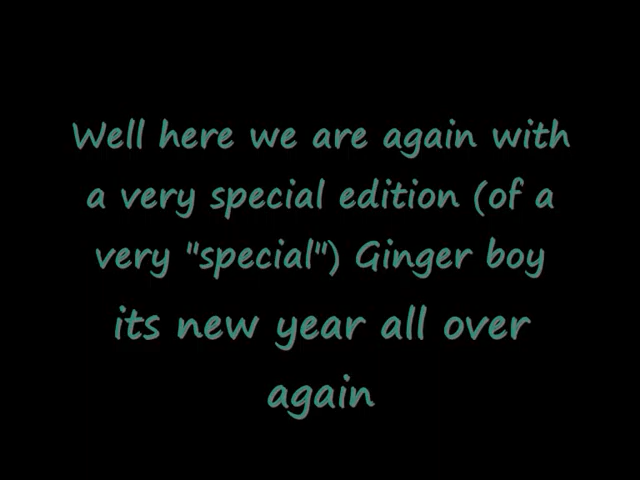 Well here we are again with
a very special edition (of a
very "special") Ginger boy
its new year all over
again